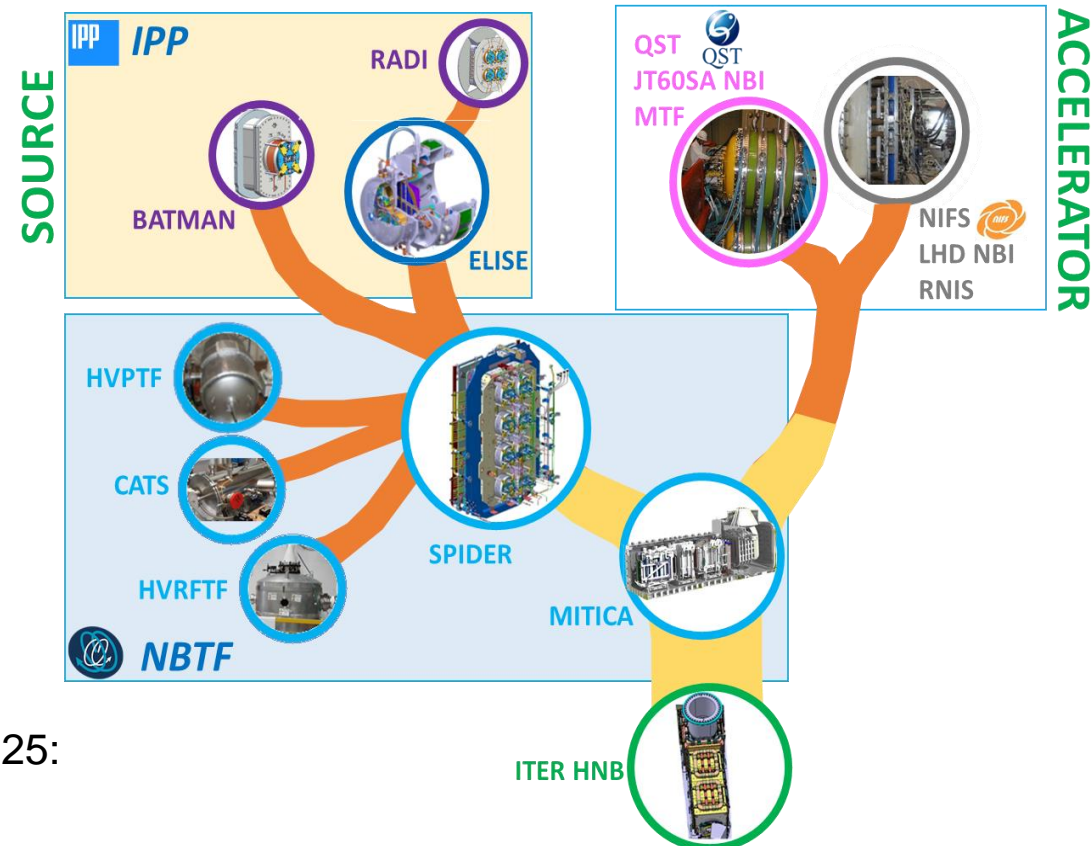 SOURCE
IPP
IPP
RADI
BATMAN
ELISE
QST
QST
JT60SA NBI
MTF
NIFS
NIFS
LHD NBI
RNIS
ACCELERATOR
HVPTF
CATS
HVRFTF
SPIDER
MITICA
NBTF
25:
ITER HNB